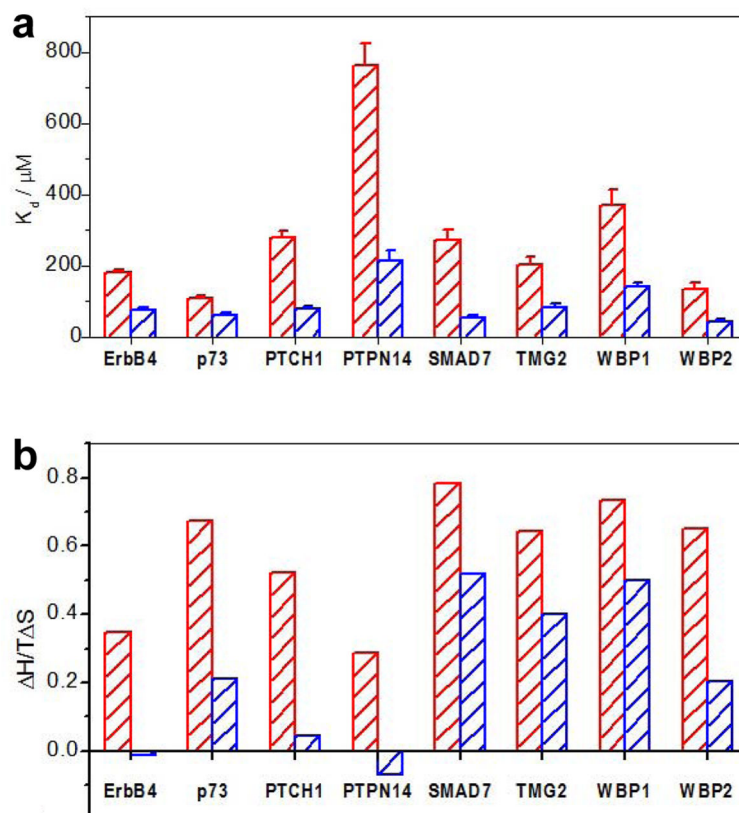 a
800
600
400
200
0
K_d / μM
ErbB4 p73 PTCH1 PTPN14 SMAD7 TMG2 WBP1 WBP2
b
0.8
0.6
0.4
0.2
0.0
ΔH/TΔS
ErbB4 p73 PTCH1 PTPN14 SMAD7 TMG2 WBP1 WBP2